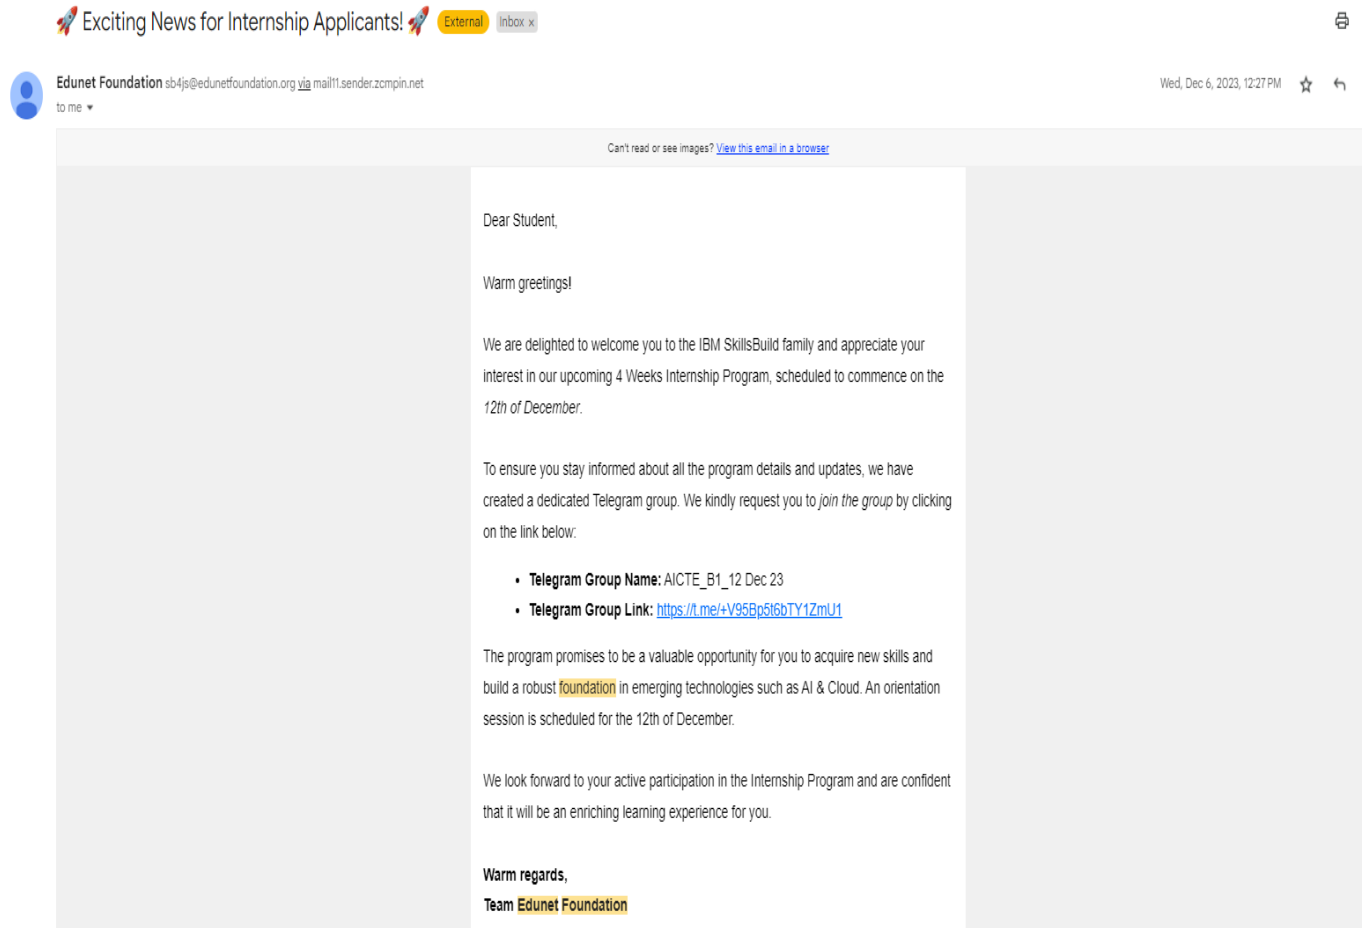 🚀 Exciting News for Internship Applicants! 🚀 External Inbox x
Edunet Foundation sb4js@edunetfoundation.org via mail11.sender.zcmpin.net Wed, Dec 6, 2023, 12:27 PM
to me
Can't read or see images? View this email in a browser
Dear Student,
Warm greetings!
We are delighted to welcome you to the IBM SkillsBuild family and appreciate your
interest in our upcoming 4 Weeks Internship Program, scheduled to commence on the
12th of December.
To ensure you stay informed about all the program details and updates, we have
created a dedicated Telegram group. We kindly request you to join the group by clicking
on the link below:
• Telegram Group Name: AICTE_B1_12 Dec 23
• Telegram Group Link: https://t.me/+V95Bp5t6bTY1ZmU1
The program promises to be a valuable opportunity for you to acquire new skills and
build a robust foundation in emerging technologies such as AI & Cloud. An orientation
session is scheduled for the 12th of December.
We look forward to your active participation in the Internship Program and are confident
that it will be an enriching learning experience for you.
Warm regards,
Team Edunet Foundation